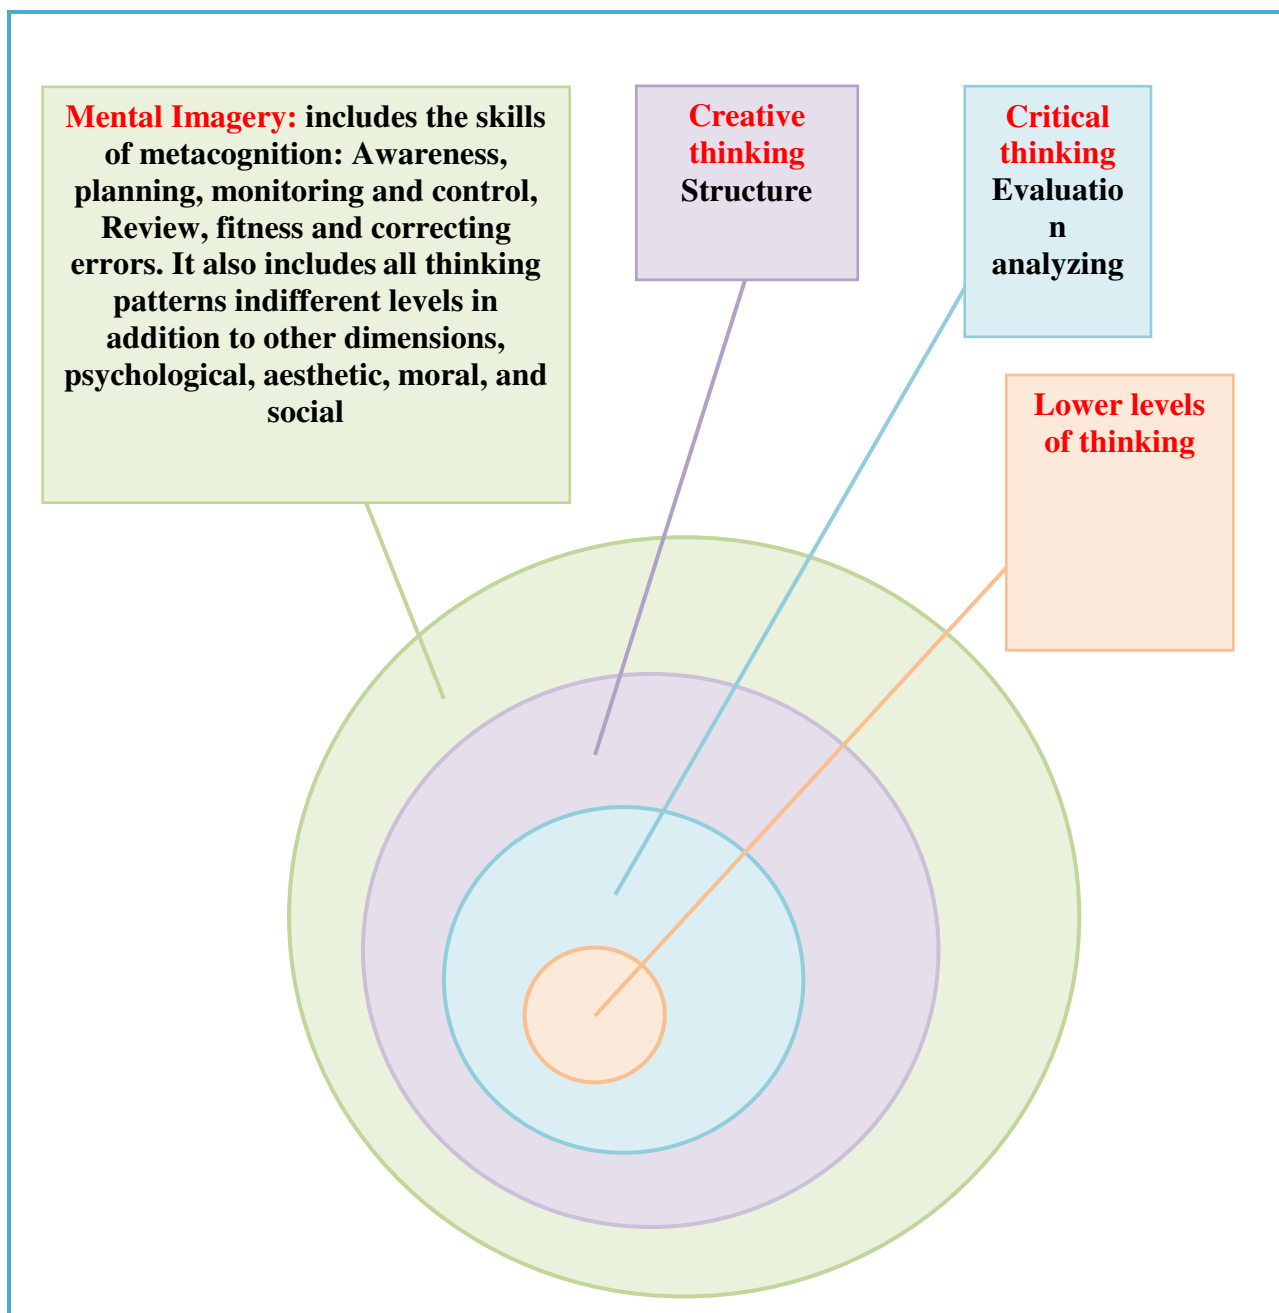 Mental Imagery: includes the skills
of metacognition: Awareness,
planning, monitoring and control,
Review, fitness and correcting
errors. It also includes all thinking
patterns indifferent levels in
addition to other dimensions,
psychological, aesthetic, moral, and
social
Creative
thinking
Structure
Critical
thinking
Evaluatio
n
analyzing
Lower levels
of thinking